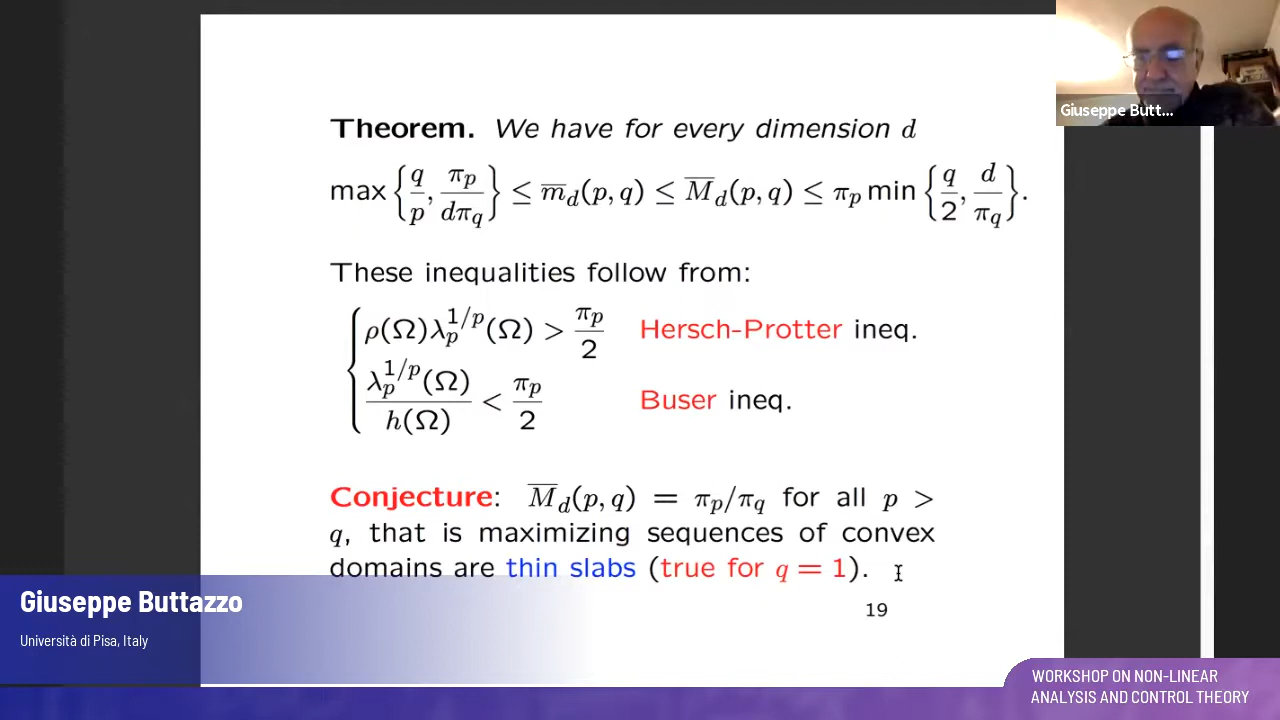 Theorem. We have for every dimension d
max{q/p, π_p/(dπ_q)} ≤ m̅_d(p, q) ≤ M̅_d(p, q) ≤ π_p min{q/2, d/π_q}.
These inequalities follow from:
ρ(Ω)λ_p^{1/p}(Ω) > π_p/2 Hersch-Protter ineq.
λ_p^{1/p}(Ω)/h(Ω) < π_p/2 Buser ineq.
Conjecture: M̅_d(p, q) = π_p/π_q for all p >
q, that is maximizing sequences of convex
domains are thin slabs (true for q = 1).
19
Giuseppe Butt...
Giuseppe Buttazzo
Università di Pisa, Italy
WORKSHOP ON NON-LINEAR
ANALYSIS AND CONTROL THEORY